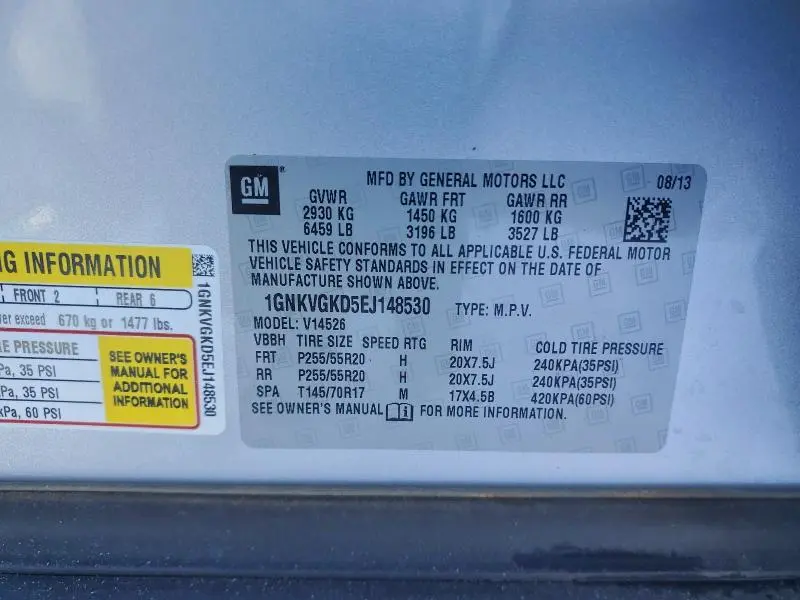 GM
MFD BY GENERAL MOTORS LLC 08/13
GVWR GAWR FRT GAWR RR
2930 KG 1450 KG 1600 KG
6459 LB 3196 LB 3527 LB
THIS VEHICLE CONFORMS TO ALL APPLICABLE U.S. FEDERAL MOTOR
VEHICLE SAFETY STANDARDS IN EFFECT ON THE DATE OF
MANUFACTURE SHOWN ABOVE.
1GNKVGKD5EJ148530 TYPE: M.P.V.
MODEL: V14526
VBBH TIRE SIZE SPEED RTG RIM COLD TIRE PRESSURE
FRT P255/55R20 H 20X7.5J 240KPA(35PSI)
RR P255/55R20 H 20X7.5J 240KPA(35PSI)
SPA T145/70R17 M 17X4.5B 420KPA(60PSI)
SEE OWNER'S MANUAL i FOR MORE INFORMATION.
G INFORMATION
FRONT 2 REAR 6
er exceed 670 kg or 1477 lbs.
E PRESSURE
Pa, 35 PSI
Pa, 35 PSI
kPa, 60 PSI
SEE OWNER'S
MANUAL FOR
ADDITIONAL
INFORMATION
1GNKVGKD5EJ148530